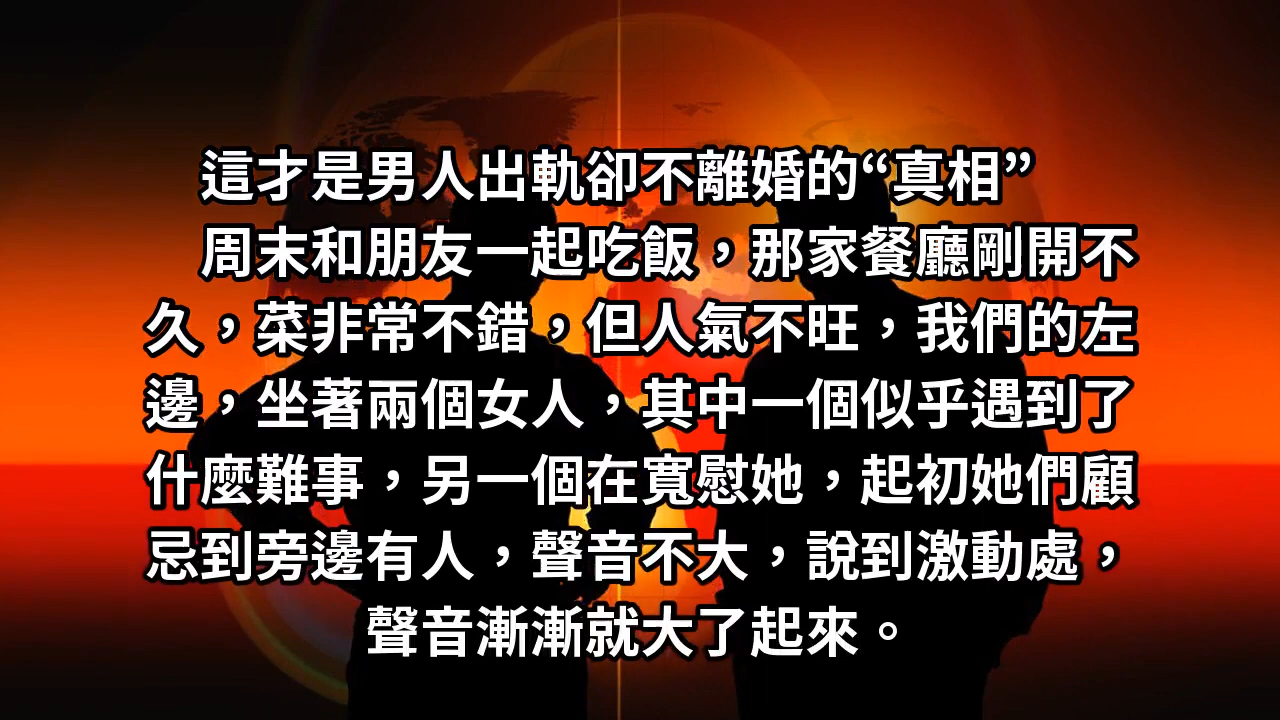 這才是男人出軌卻不離婚的“真相”
周末和朋友一起吃飯，那家餐廳剛開不
久，菜非常不錯，但人氣不旺，我們的左
邊，坐著兩個女人，其中一個似乎遇到了
什麼難事，另一個在寬慰她，起初她們顧
忌到旁邊有人，聲音不大，說到激動處，
聲音漸漸就大了起來。